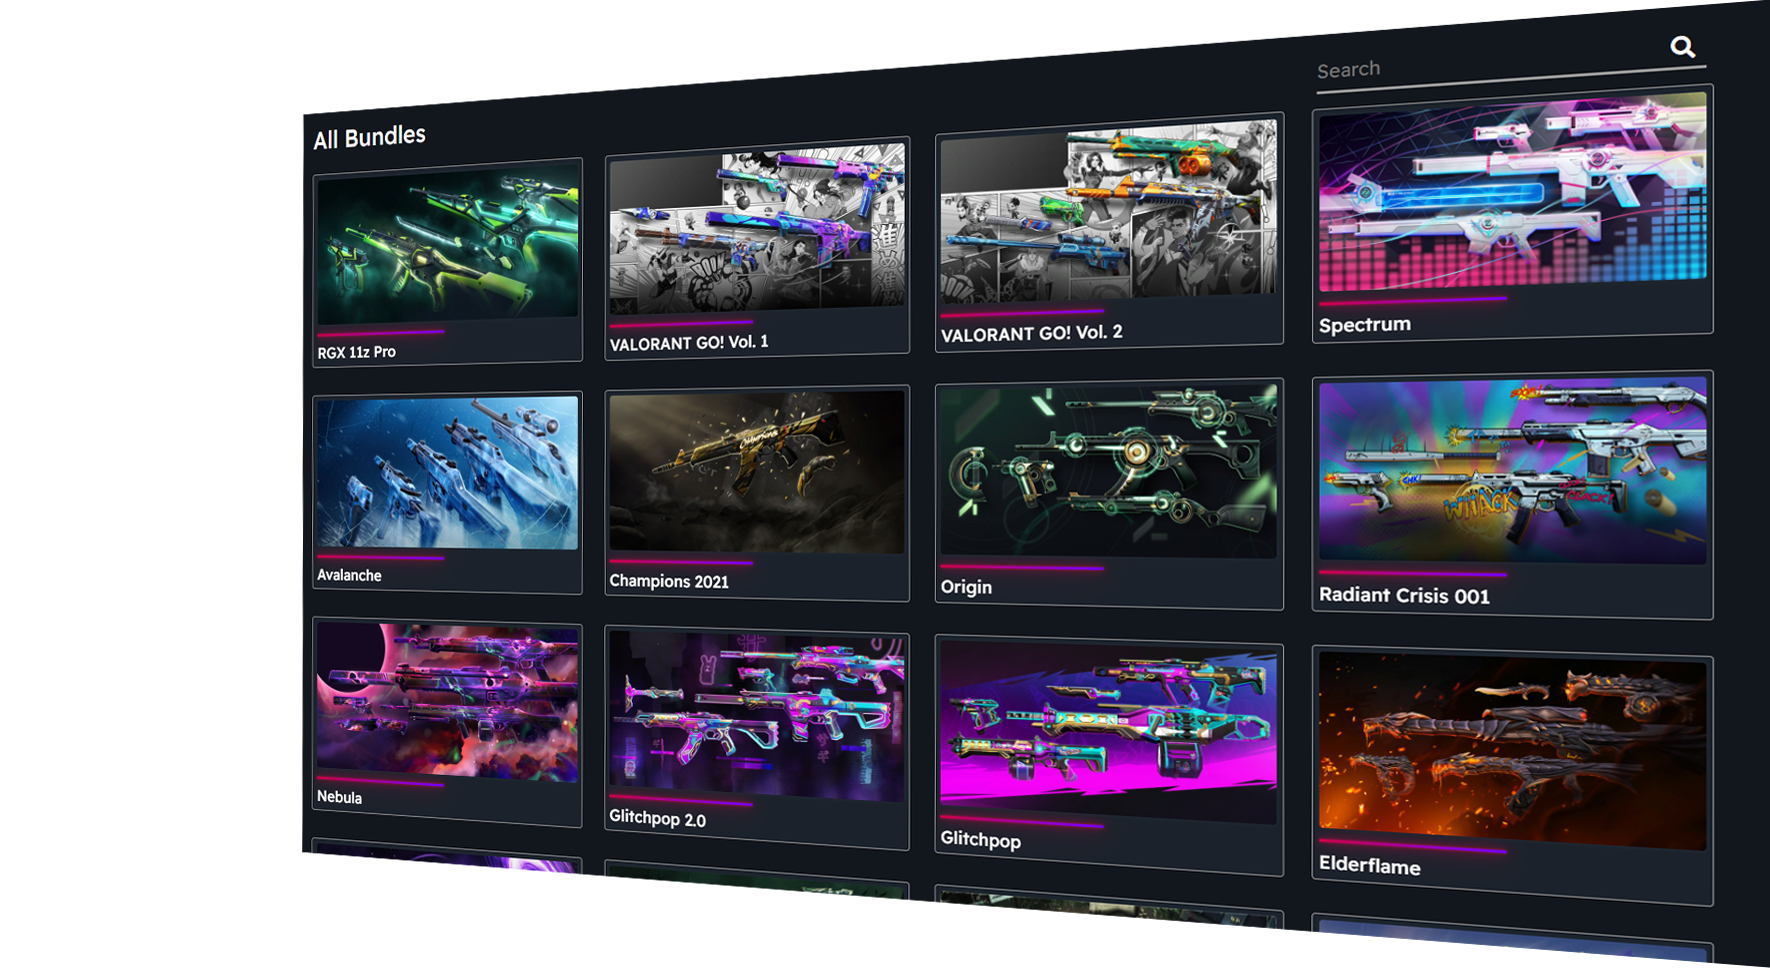 Search
All Bundles
RGX 11z Pro
VALORANT GO! Vol. 1
VALORANT GO! Vol. 2
Spectrum
Avalanche
Champions 2021
Origin
WHACK
Radiant Crisis 001
Nebula
Glitchpop 2.0
Glitchpop
Elderflame